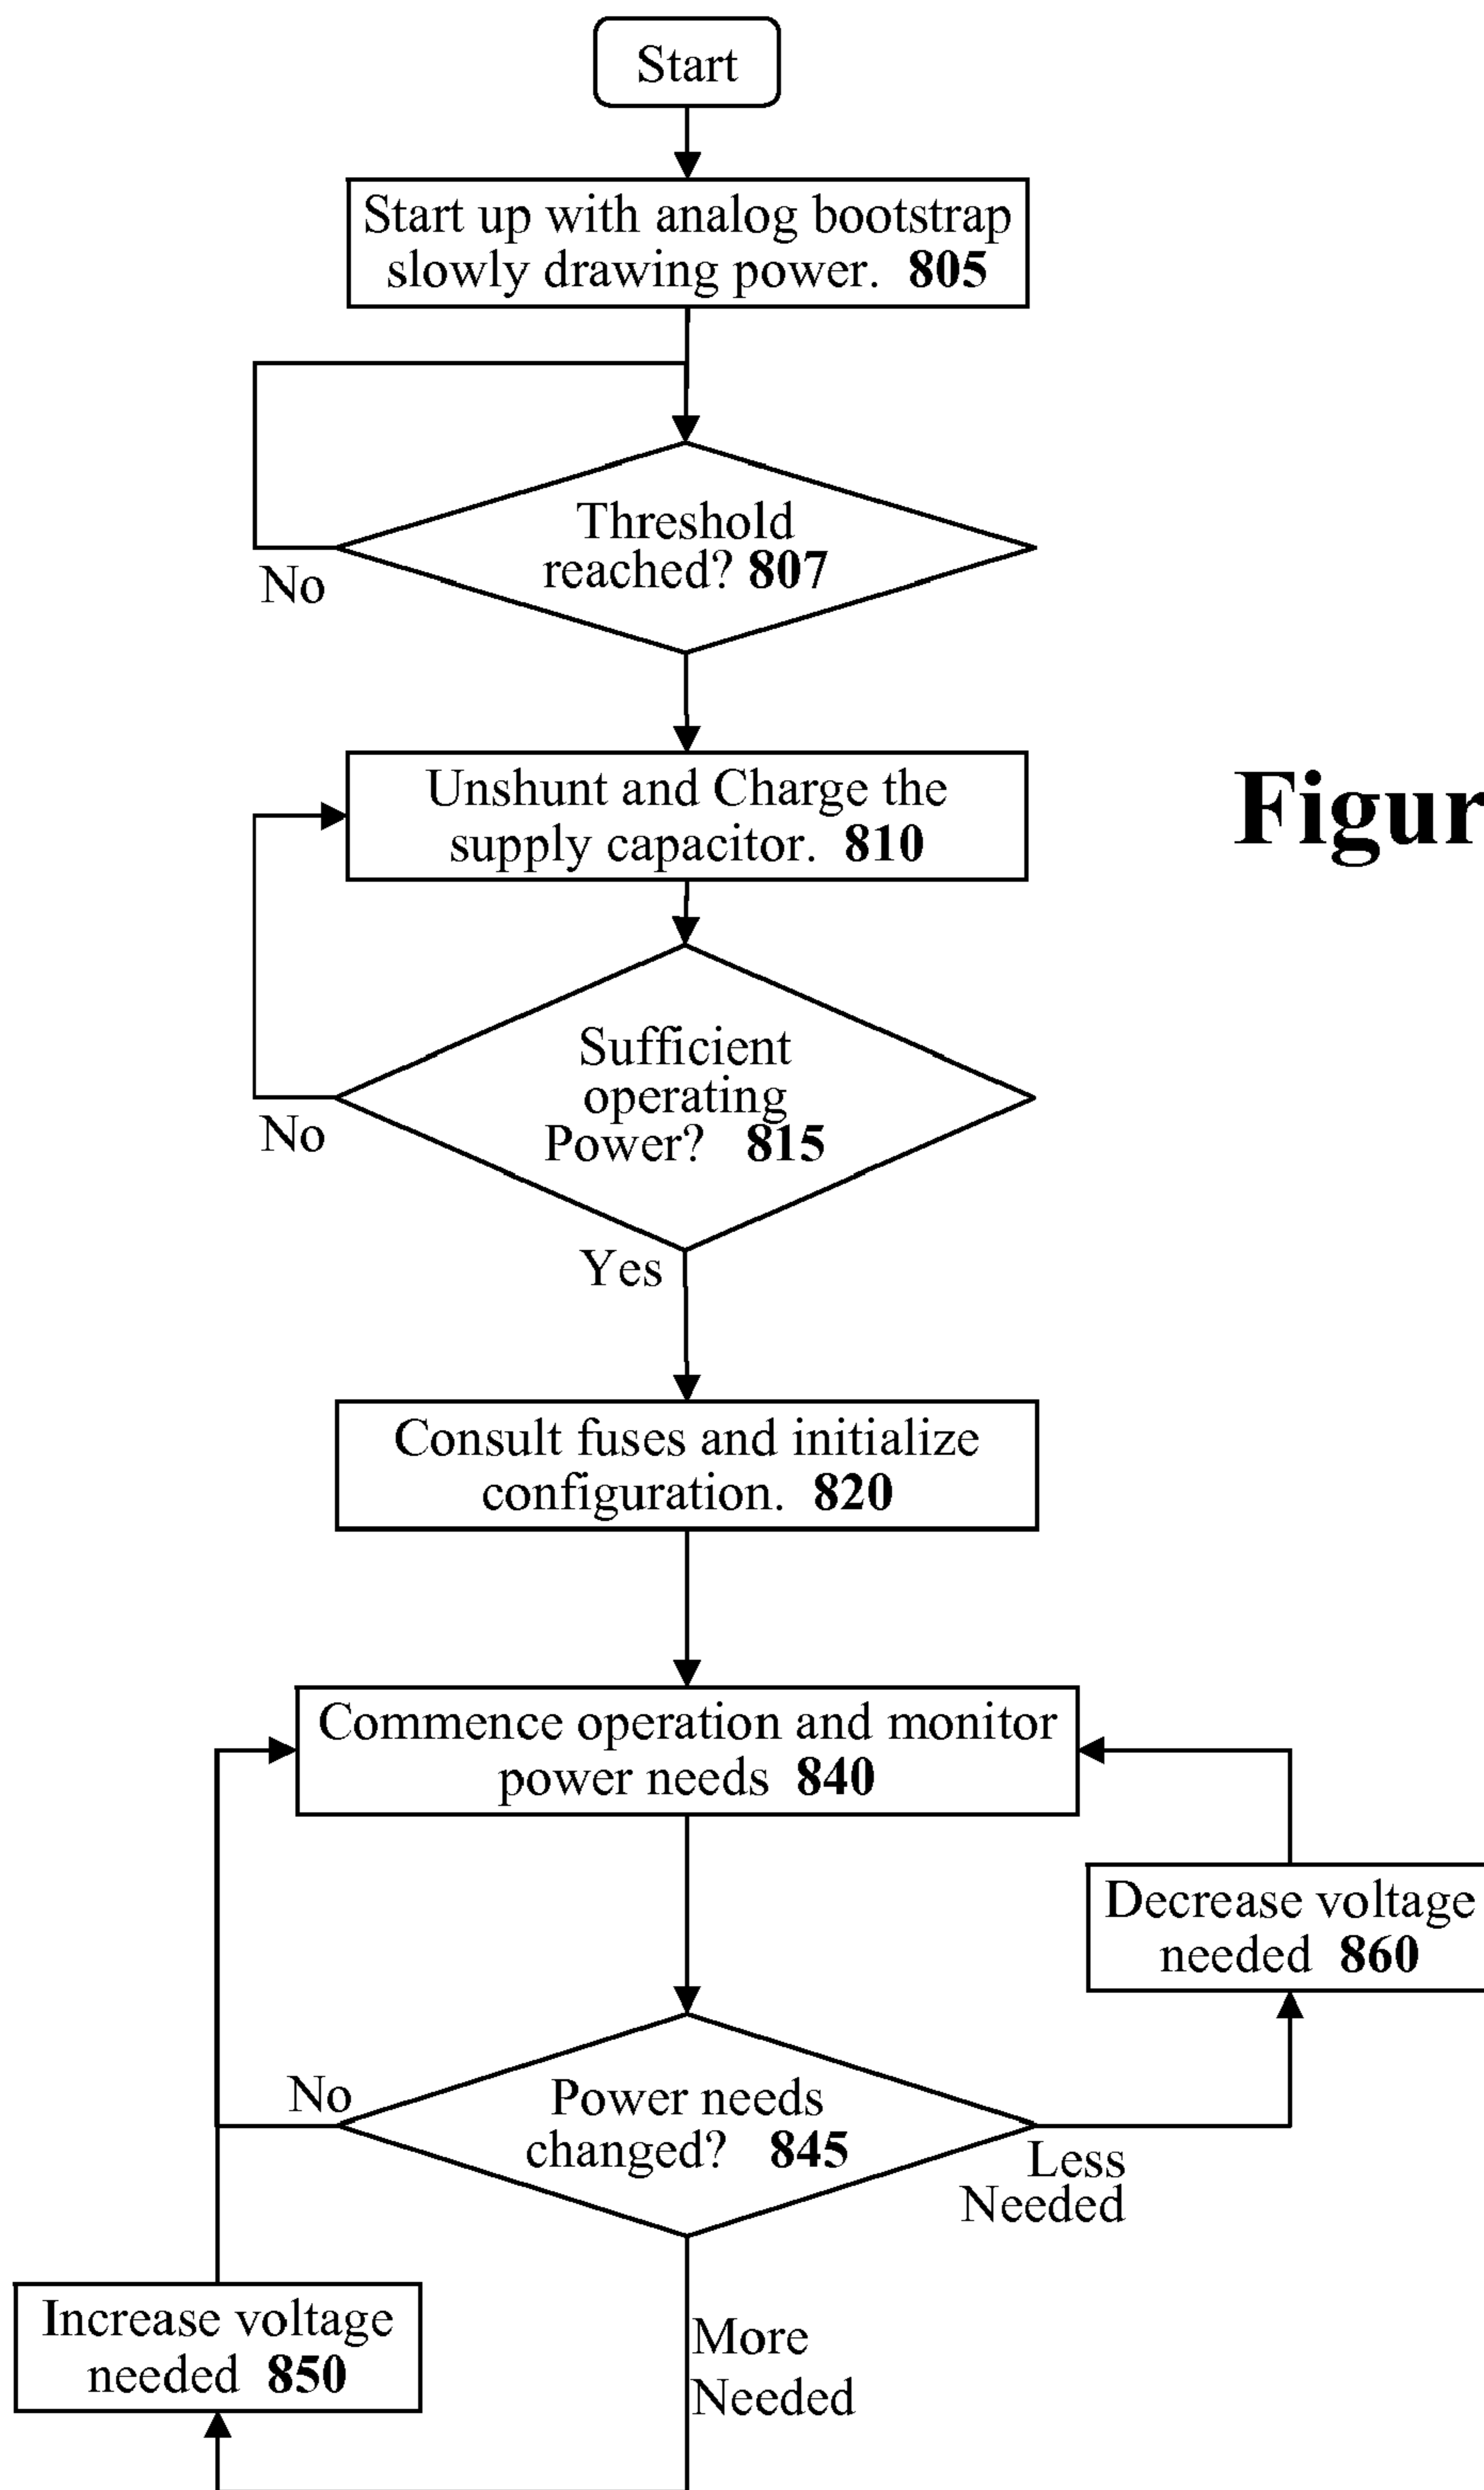 Start
Start up with analog bootstrap
slowly drawing power. 805
Threshold
reached? 807
No
Unshunt and Charge the
supply capacitor. 810
Figur
Sufficient
operating
Power? 815
No
Yes
Consult fuses and initialize
configuration. 820
Commence operation and monitor
power needs 840
Decrease voltage
needed 860
No
Power needs
changed? 845
Less
Needed
Increase voltage
needed 850
More
Needed